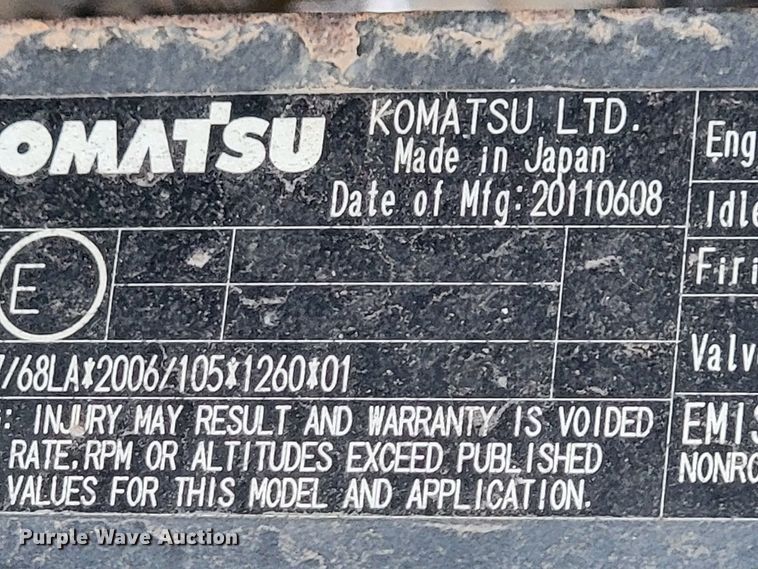 OMATSU
KOMATSU LTD.
Made in Japan
Date of Mfg: 20110608
Eng
Idle
Firi
E
Valv
7/68LA*2006/105*1260*01
: INJURY MAY RESULT AND WARRANTY IS VOIDED
RATE.RPM OR ALTITUDES EXCEED PUBLISHED
VALUES FOR THIS MODEL AND APPLICATION.
EMIS
NONRO
Purple Wave Auction